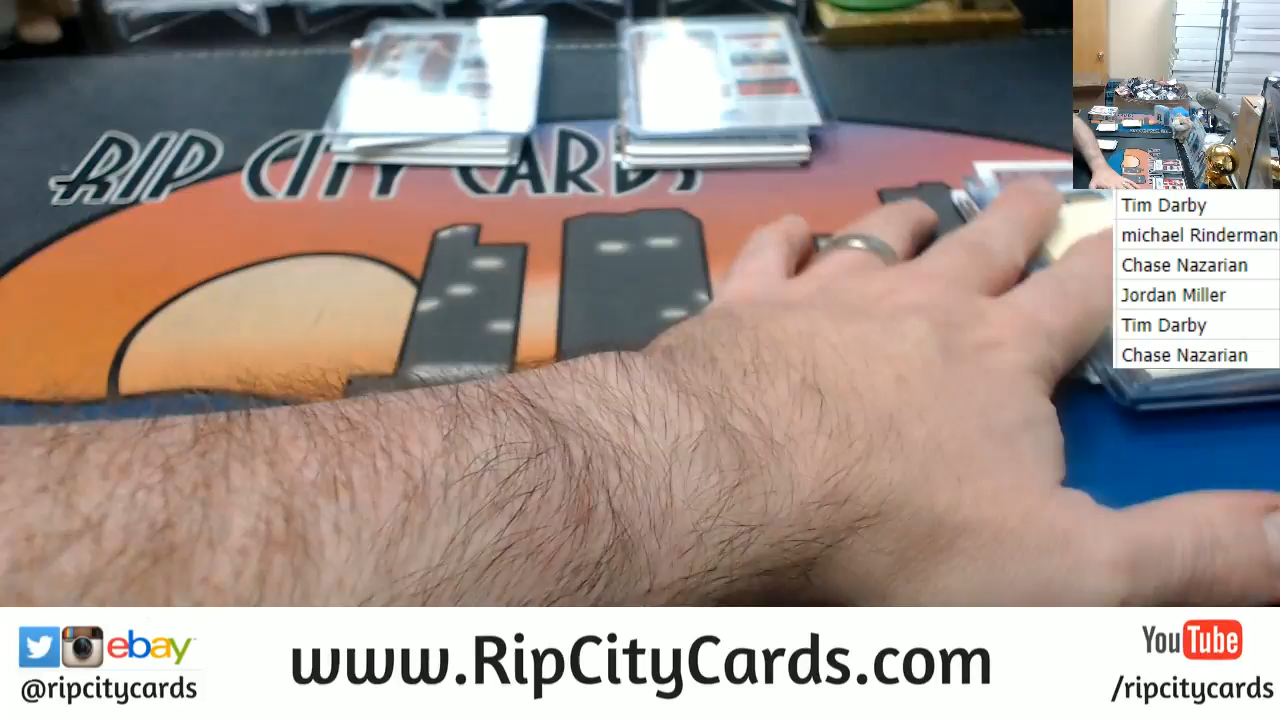 RIP CITY CARDS
Tim Darby
michael Rinderman
Chase Nazarian
Jordan Miller
Tim Darby
Chase Nazarian
ebay
@ripcitycards
www.RipCityCards.com
YouTube
/ripcitycards